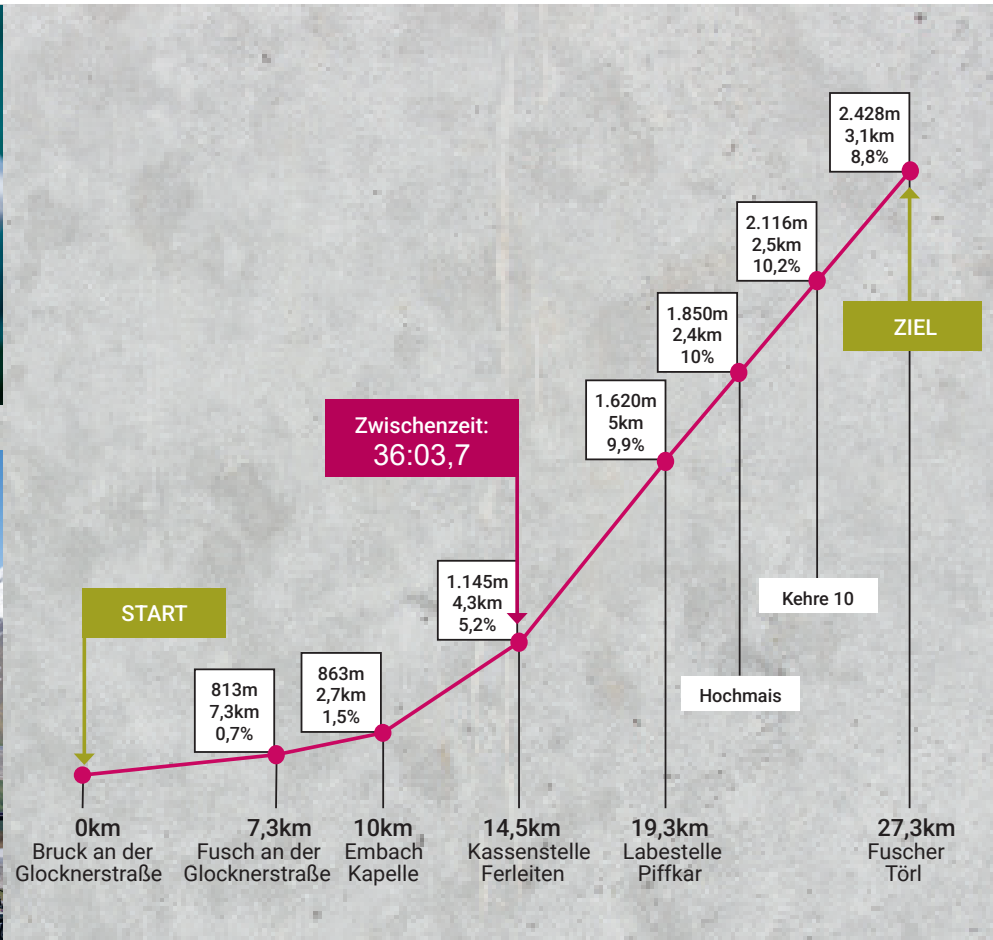 2.428m
3,1km
8,8%
2.116m
2,5km
10,2%
ZIEL
1.850m
2,4km
10%
1.620m
5km
9,9%
Zwischenzeit:
36:03,7
1.145m
4,3km
5,2%
START
Kehre 10
863m
2,7km
1,5%
813m
7,3km
0,7%
Hochmais
0km
Bruck an der
Glocknerstraße
7,3km
Fusch an der
Glocknerstraße
10km
Embach
Kapelle
14,5km
Kassenstelle
Ferleiten
19,3km
Labestelle
Piffkar
27,3km
Fuscher
Törl